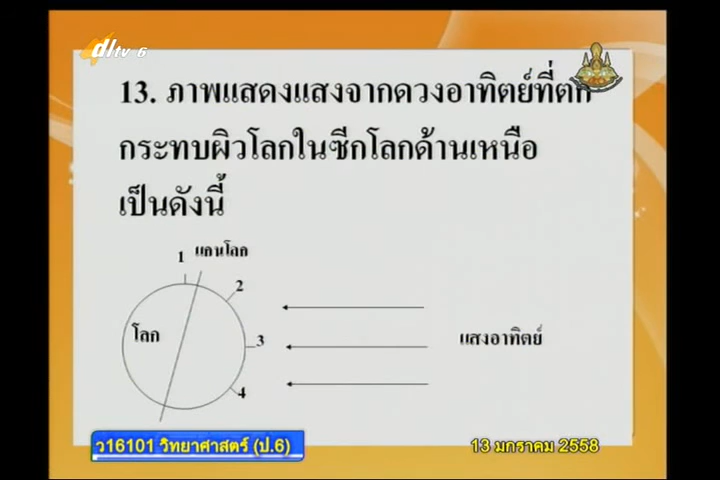 dltv-6
13. ภาพแสดงแสงจากดวงอาทิตย์ที่ตก
กระทบผิวโลกในซีกโลกด้านเหนือ
เป็นดังนี้
1 แกนโลก
2
โลก
3
แสงอาทิตย์
4
ว16101 วิทยาศาสตร์ (ป.6)
13 มกราคม 2558